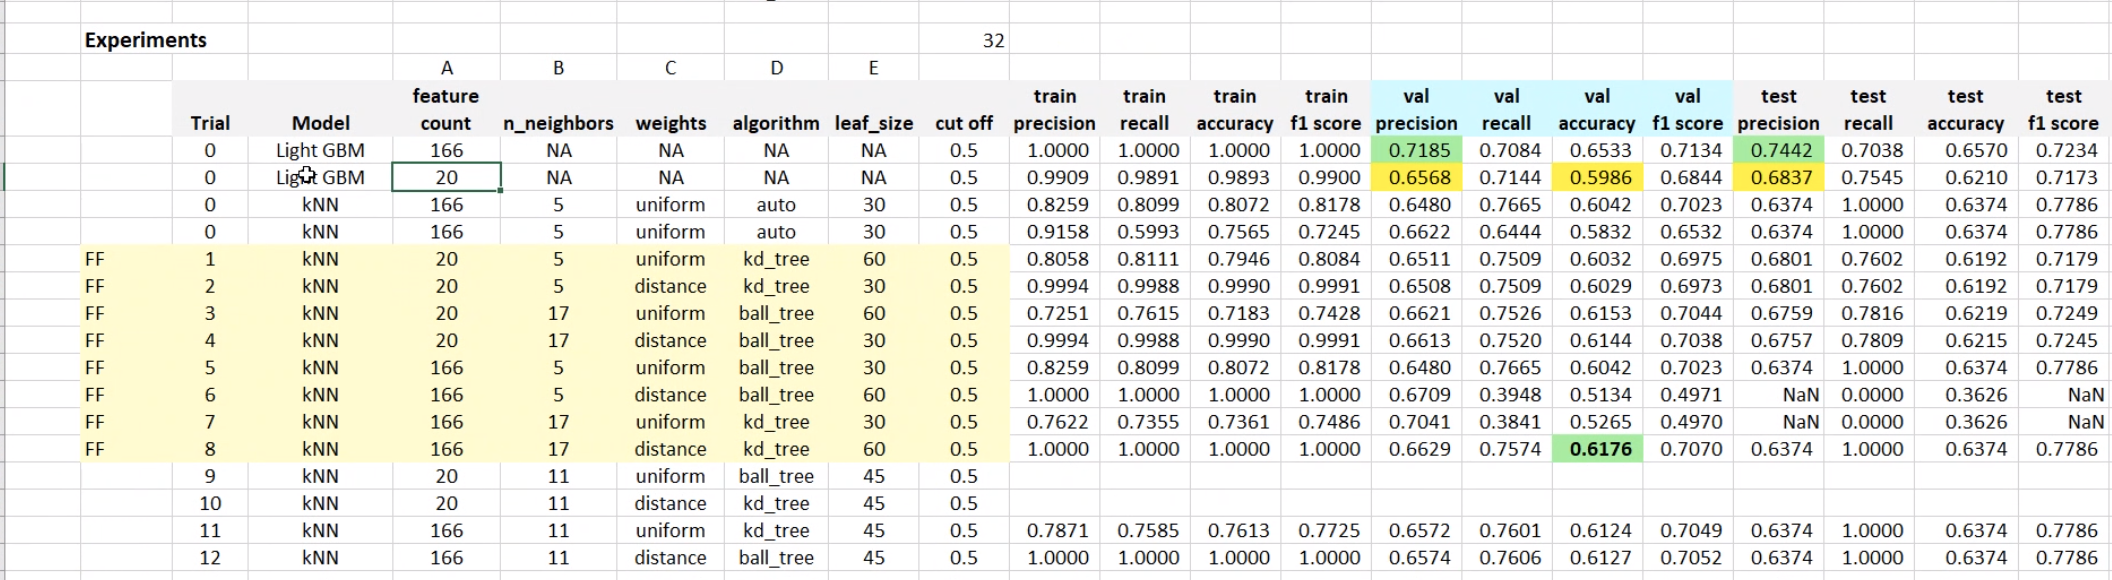 Experiments 32
A B C D E
feature train train train train val val val val test test test test
Trial Model count n_neighbors weights algorithm leaf_size cut off precision recall accuracy f1 score precision recall accuracy f1 score precision recall accuracy f1 score
0 Light GBM 166 NA NA NA NA 0.5 1.0000 1.0000 1.0000 1.0000 0.7185 0.7084 0.6533 0.7134 0.7442 0.7038 0.6570 0.7234
0 Light GBM 20 NA NA NA NA 0.5 0.9909 0.9891 0.9893 0.9900 0.6568 0.7144 0.5986 0.6844 0.6837 0.7545 0.6210 0.7173
0 kNN 166 5 uniform auto 30 0.5 0.8259 0.8099 0.8072 0.8178 0.6480 0.7665 0.6042 0.7023 0.6374 1.0000 0.6374 0.7786
0 kNN 166 5 uniform auto 30 0.5 0.9158 0.5993 0.7565 0.7245 0.6622 0.6444 0.5832 0.6532 0.6374 1.0000 0.6374 0.7786
FF 1 kNN 20 5 uniform kd_tree 60 0.5 0.8058 0.8111 0.7946 0.8084 0.6511 0.7509 0.6032 0.6975 0.6801 0.7602 0.6192 0.7179
FF 2 kNN 20 5 distance kd_tree 30 0.5 0.9994 0.9988 0.9990 0.9991 0.6508 0.7509 0.6029 0.6973 0.6801 0.7602 0.6192 0.7179
FF 3 kNN 20 17 uniform ball_tree 60 0.5 0.7251 0.7615 0.7183 0.7428 0.6621 0.7526 0.6153 0.7044 0.6759 0.7816 0.6219 0.7249
FF 4 kNN 20 17 distance ball_tree 30 0.5 0.9994 0.9988 0.9990 0.9991 0.6613 0.7520 0.6144 0.7038 0.6757 0.7809 0.6215 0.7245
FF 5 kNN 166 5 uniform ball_tree 30 0.5 0.8259 0.8099 0.8072 0.8178 0.6480 0.7665 0.6042 0.7023 0.6374 1.0000 0.6374 0.7786
FF 6 kNN 166 5 distance ball_tree 60 0.5 1.0000 1.0000 1.0000 1.0000 0.6709 0.3948 0.5134 0.4971 NaN 0.0000 0.3626 NaN
FF 7 kNN 166 17 uniform kd_tree 30 0.5 0.7622 0.7355 0.7361 0.7486 0.7041 0.3841 0.5265 0.4970 NaN 0.0000 0.3626 NaN
FF 8 kNN 166 17 distance kd_tree 60 0.5 1.0000 1.0000 1.0000 1.0000 0.6629 0.7574 0.6176 0.7070 0.6374 1.0000 0.6374 0.7786
9 kNN 20 11 uniform ball_tree 45 0.5
10 kNN 20 11 distance kd_tree 45 0.5
11 kNN 166 11 uniform kd_tree 45 0.5 0.7871 0.7585 0.7613 0.7725 0.6572 0.7601 0.6124 0.7049 0.6374 1.0000 0.6374 0.7786
12 kNN 166 11 distance ball_tree 45 0.5 1.0000 1.0000 1.0000 1.0000 0.6574 0.7606 0.6127 0.7052 0.6374 1.0000 0.6374 0.7786